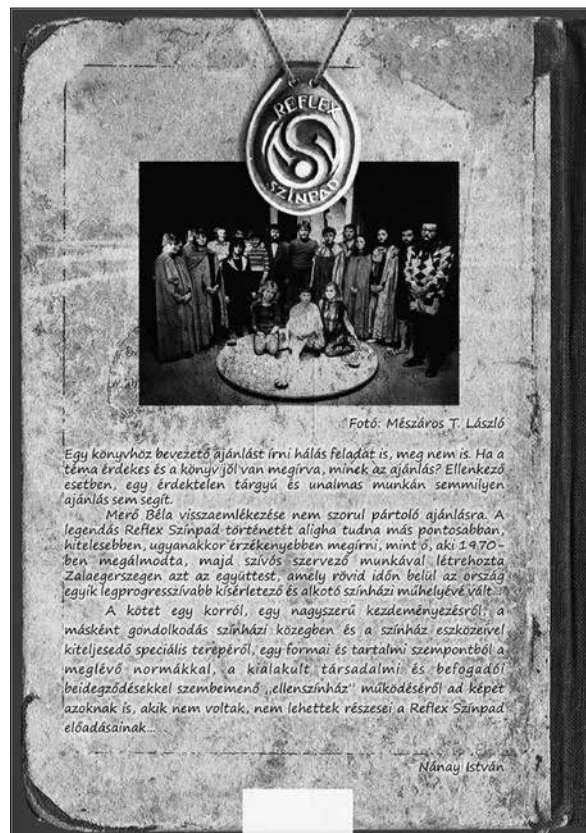 REFLEX
SZÍNPAD
Fotó: Mészáros T. László
Egy könyvhöz bevezető ajánlást írni hálás feladat is, meg nem is. Ha a
téma érdekes és a könyv jól van megírva, minek az ajánlás? Ellenkező
esetben, egy érdektelen tárgyú és unalmas munkán semmilyen
ajánlás sem segít.
Merő Béla visszaemlékezése nem szorul pártoló ajánlásra. A
legendás Reflex Színpad történetét aligha tudna más pontosabban,
hitelesebben, ugyanakkor érzékenyebben megírni, mint ő, aki 1970-
ben megálmodta, majd szívós szervező munkával létrehozta
Zalaegerszegen azt az együttest, amely rövid időn belül az ország
egyik legprogresszívabb kísérletező és alkotó színházi műhelyévé vált...
A kötet egy korról, egy nagyszerű kezdeményezésről, a
másként gondolkodás színházi közegben és a színház eszközeivel
kiteljesedő speciális terepéről, egy formai és tartalmi szempontból a
meglévő normákkal, a kialakult társadalmi és befogadói
beidegződésekkel szembemenő „ellenszínház" működéséről ad képet
azoknak is, akik nem voltak, nem lehettek részesei a Reflex Színpad
előadásainak...
Nánay István